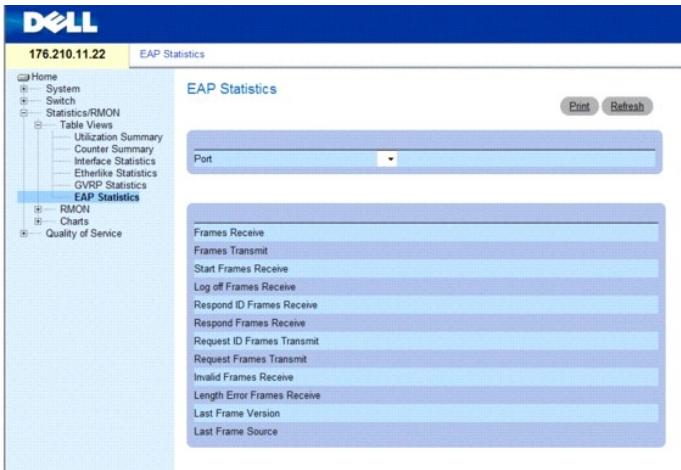 DELL
176.210.11.22
EAP Statistics
Home
System
Switch
Statistics/RMON
Table Views
Utilization Summary
Counter Summary
Interface Statistics
Etherlike Statistics
GVRP Statistics
EAP Statistics
RMON
Charts
Quality of Service
EAP Statistics
Print Refresh
Port
Frames Receive
Frames Transmit
Start Frames Receive
Log off Frames Receive
Respond ID Frames Receive
Respond Frames Receive
Request ID Frames Transmit
Request Frames Transmit
Invalid Frames Receive
Length Error Frames Receive
Last Frame Version
Last Frame Source